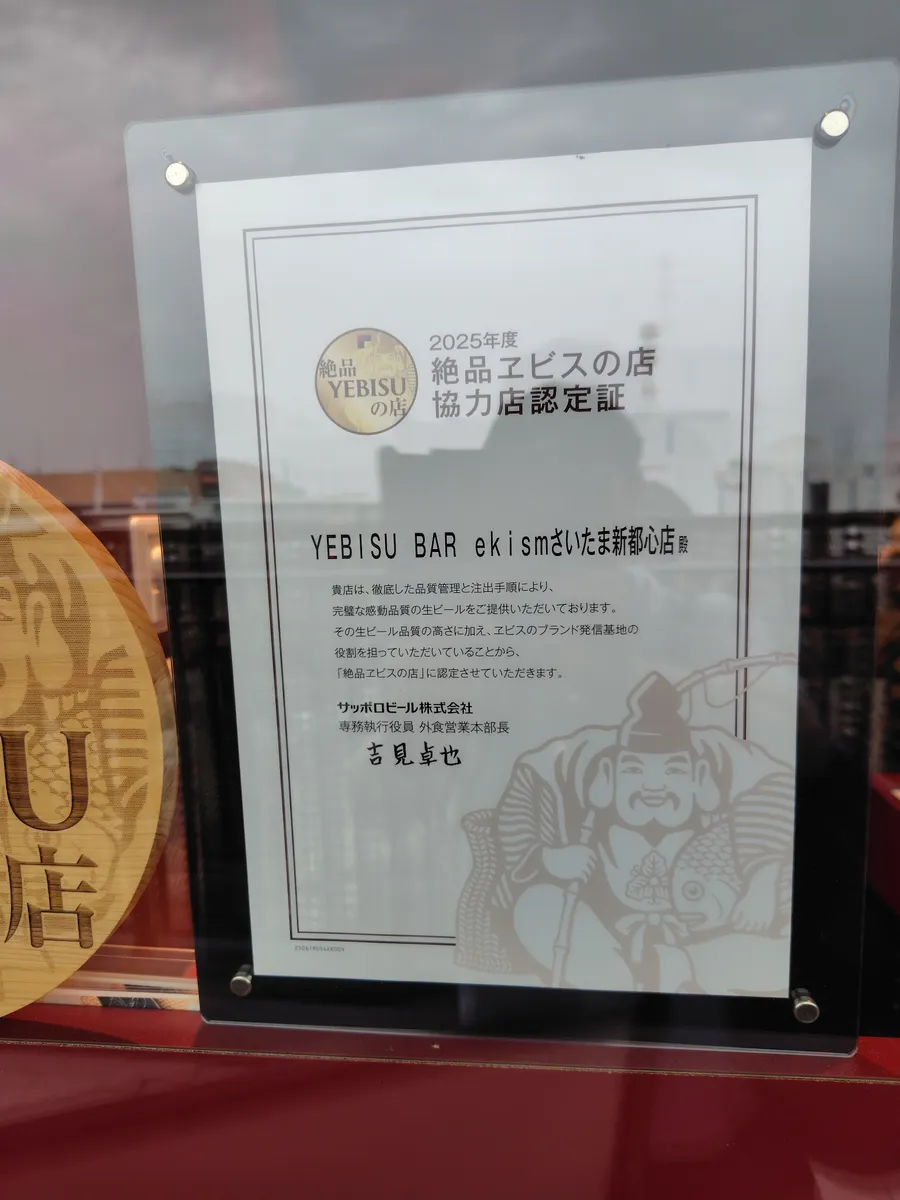 絶品
YEBISU
の店
2025年度
絶品ヱビスの店
協力店認定証
YEBISU BAR ekismさいたま新都心店 殿
貴店は、徹底した品質管理と注出手順により、
完璧な感動品質の生ビールをご提供いただいております。
その生ビール品質の高さに加え、ヱビスのブランド発信基地の
役割を担っていただいていることから、
「絶品ヱビスの店」に認定させていただきます。
サッポロビール株式会社
専務執行役員 外食営業本部長
吉見卓也
U
店